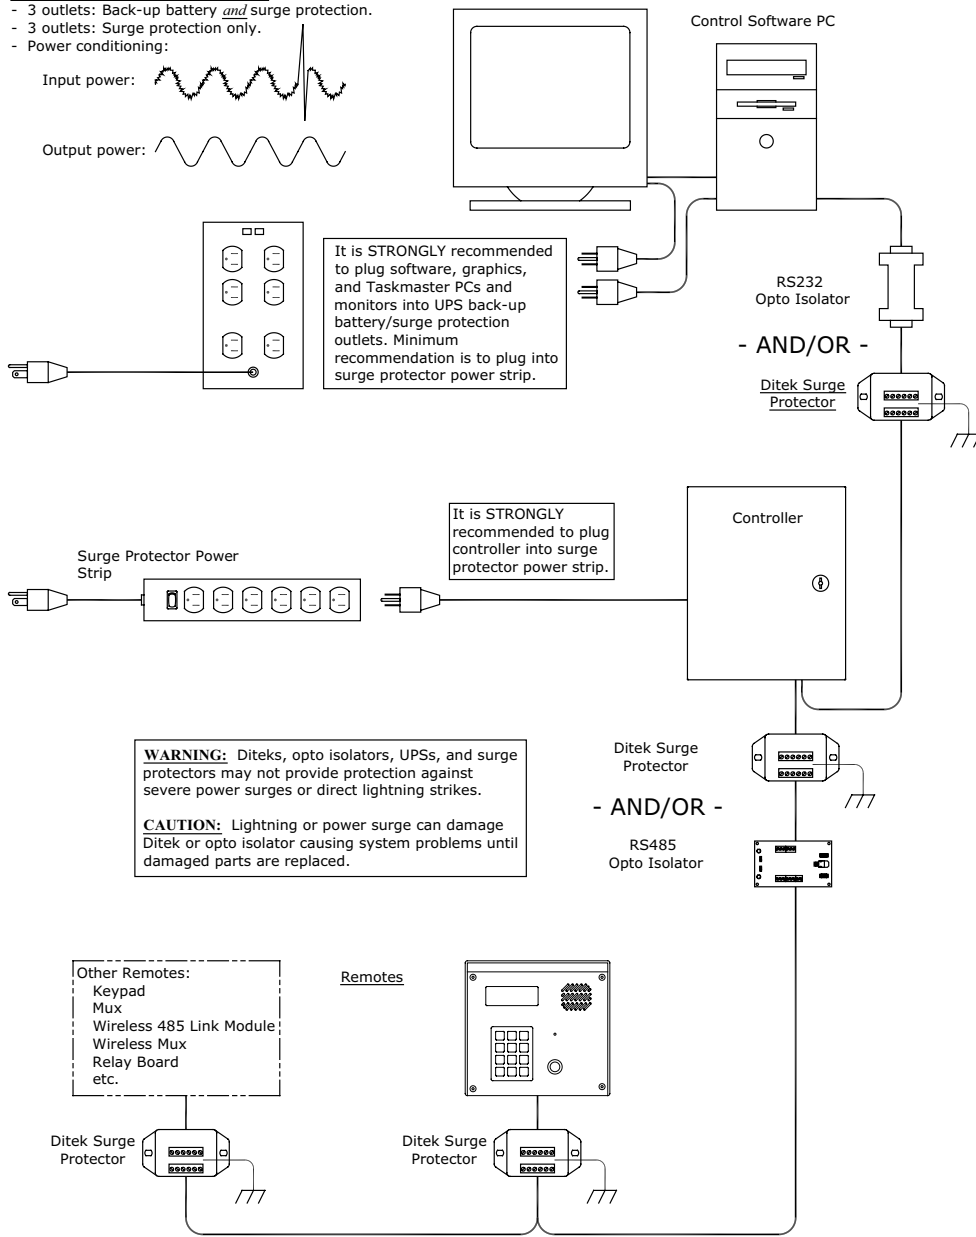 - 3 outlets: Back-up battery and surge protection.
- 3 outlets: Surge protection only.
- Power conditioning:
Input power:
Output power:
Control Software PC
It is STRONGLY recommended
to plug software, graphics,
and Taskmaster PCs and
monitors into UPS back-up
battery/surge protection
outlets. Minimum
recommendation is to plug into
surge protector power strip.
RS232
Opto Isolator
- AND/OR -
Ditek Surge
Protector
It is STRONGLY
recommended to plug
controller into surge
protector power strip.
Controller
Surge Protector Power
Strip
WARNING: Diteks, opto isolators, UPSs, and surge
protectors may not provide protection against
severe power surges or direct lightning strikes.
CAUTION: Lightning or power surge can damage
Ditek or opto isolator causing system problems until
damaged parts are replaced.
Ditek Surge
Protector
- AND/OR -
RS485
Opto Isolator
Other Remotes:
Keypad
Mux
Wireless 485 Link Module
Wireless Mux
Relay Board
etc.
Remotes
Ditek Surge
Protector
Ditek Surge
Protector